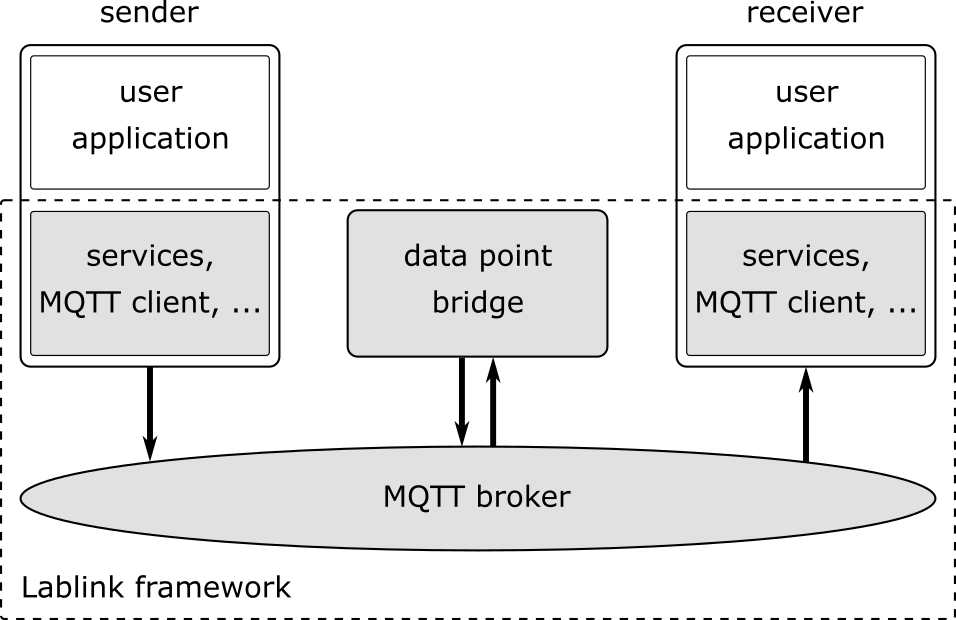 sender
receiver
user
application
user
application
services,
MQTT client, ...
data point
bridge
services,
MQTT client, ...
MQTT broker
Lablink framework